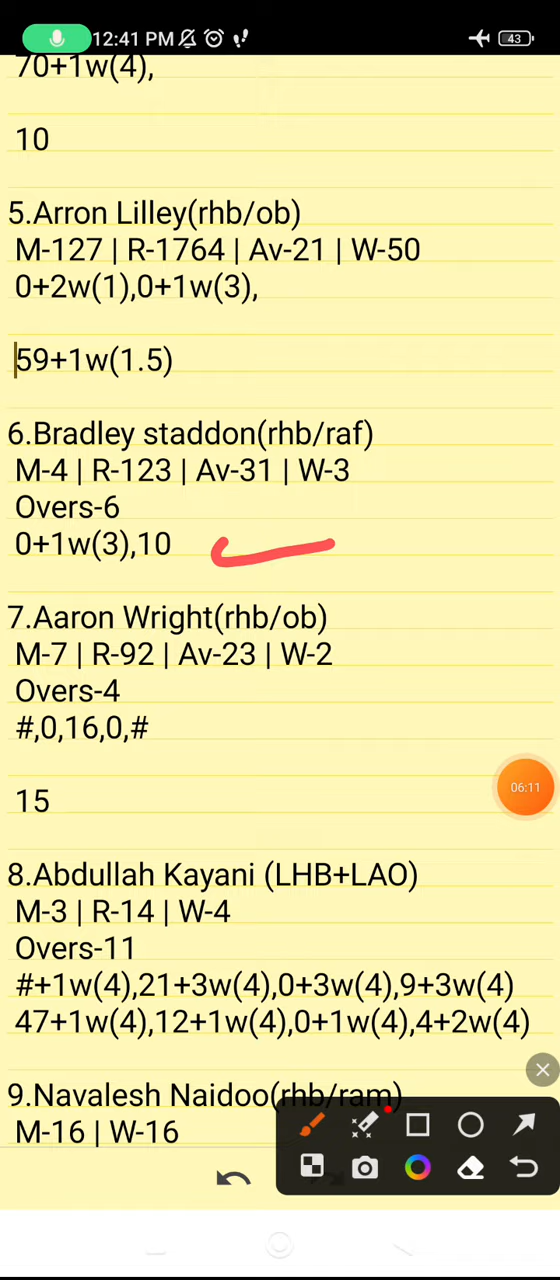 12:41 PM
43
70+1w(4),
10
5.Arron Lilley(rhb/ob)
M-127 | R-1764 | Av-21 | W-50
0+2w(1),0+1w(3),
59+1w(1.5)
6.Bradley staddon(rhb/raf)
M-4 | R-123 | Av-31 | W-3
Overs-6
0+1w(3),10
7.Aaron Wright(rhb/ob)
M-7 | R-92 | Av-23 | W-2
Overs-4
#,0,16,0,#
15
06:11
8.Abdullah Kayani (LHB+LAO)
M-3 | R-14 | W-4
Overs-11
#+1w(4),21+3w(4),0+3w(4),9+3w(4)
47+1w(4),12+1w(4),0+1w(4),4+2w(4)
9.Navalesh Naidoo(rhb/ram)
M-16 | W-16